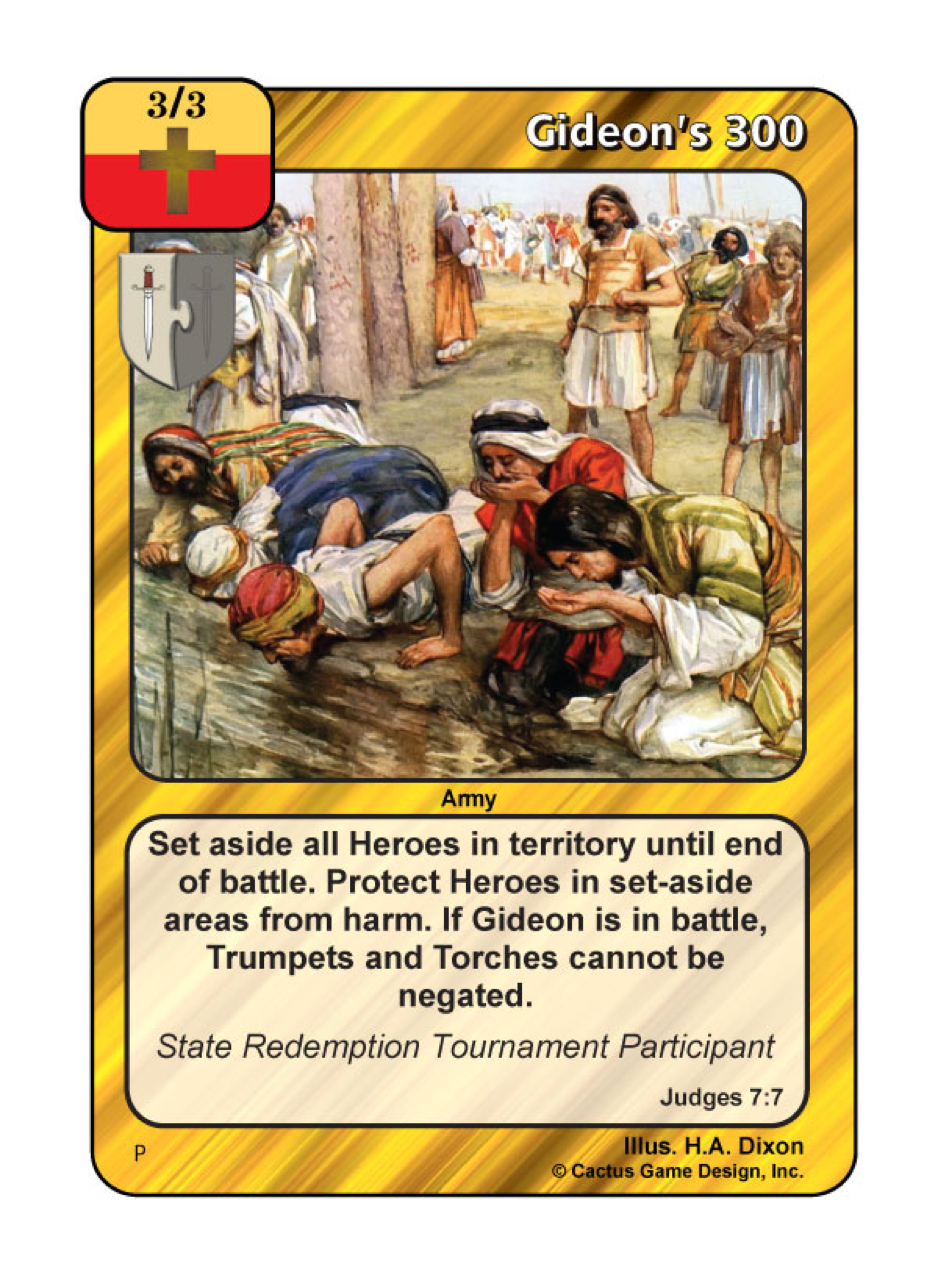 3/3
Gideon's 300
Army
Set aside all Heroes in territory until end
of battle. Protect Heroes in set-aside
areas from harm. If Gideon is in battle,
Trumpets and Torches cannot be
negated.
State Redemption Tournament Participant
Judges 7:7
P
Illus. H.A. Dixon
© Cactus Game Design, Inc.